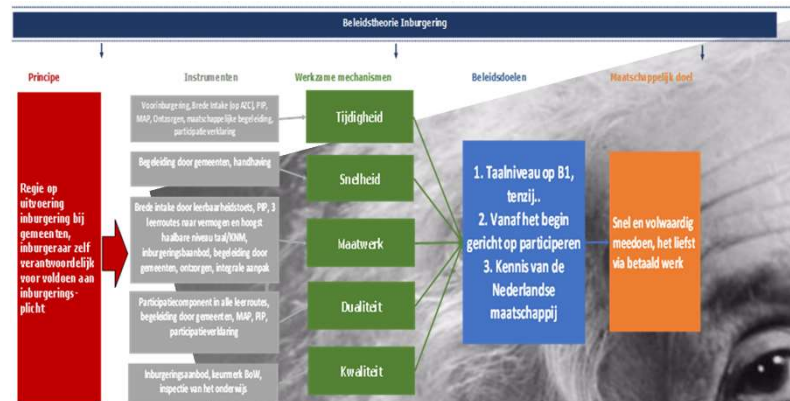 Beleidstheorie Inburgering
Principe
Instrumenten
Werkzame mechanismen
Beleidsdoelen
Maatschappelijk doel
Regie op
uitvoering
inburgering bij
gemeenten,
inburgeraar zelf
verantwoordelijk
voor voldoen aan
inburgerings-
plicht
Voorinburgering, Brede Intake (op AZC), PIP,
MAP, Ontzorgen, maatschappelijke begeleiding,
participatieverklaring
Begeleiding door gemeenten, handhaving
Brede intake door leerbaarheidstoets, PIP, 3
leerroutes naar vermogen en hoogst
haalbare niveau taal/KNM,
inburgeringsaanbod, begeleiding door
gemeenten, ontzorgen, integrale aanpak
Participatiecomponent in alle leerroutes,
begeleiding door gemeenten, MAP, PIP,
participatieverklaring
Inburgeringsaanbod, keurmerk BoW,
inspectie van het onderwijs
Tijdigheid
Snelheid
Maatwerk
Dualiteit
Kwaliteit
1. Taalniveau op B1,
tenzij..
2. Vanaf het begin
gericht op participeren
3. Kennis van de
Nederlandse
maatschappij
Snel en volwaardig
meedoen, het liefst
via betaald werk